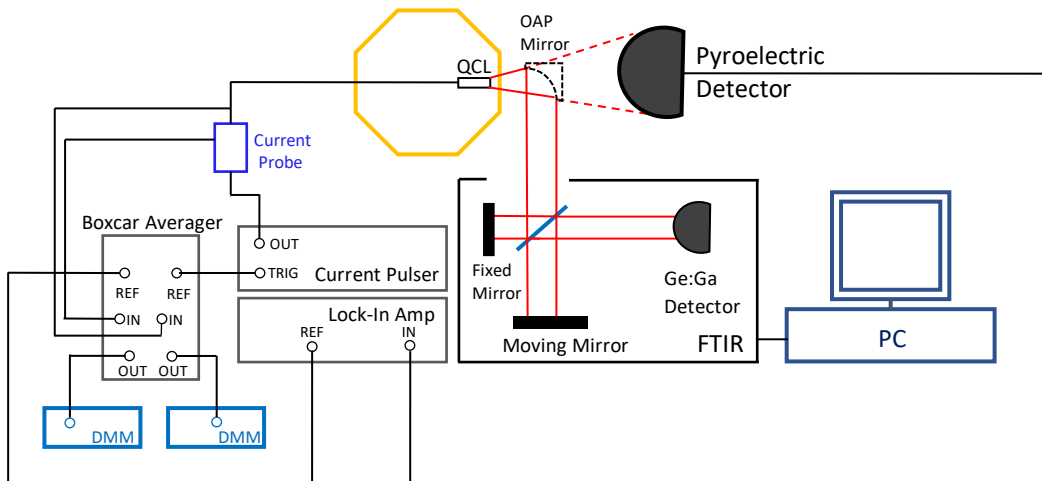 OAP
Mirror
QCL
Pyroelectric
Detector
Current
Probe
Boxcar Averager
OUT
TRIG
Current Pulser
REF
REF
IN
IN
OUT
OUT
Lock-In Amp
REF
IN
DMM
DMM
Fixed
Mirror
Ge:Ga
Detector
Moving Mirror
FTIR
PC